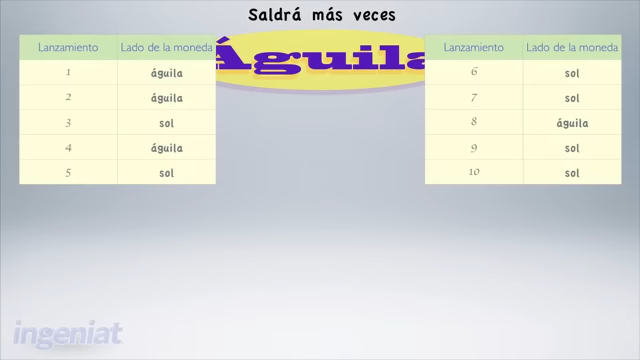 Saldrá más veces
Águila
Lanzamiento Lado de la moneda
1 águila
2 águila
3 sol
4 águila
5 sol
Lanzamiento Lado de la moneda
6 sol
7 sol
8 águila
9 sol
10 sol
ingeniat